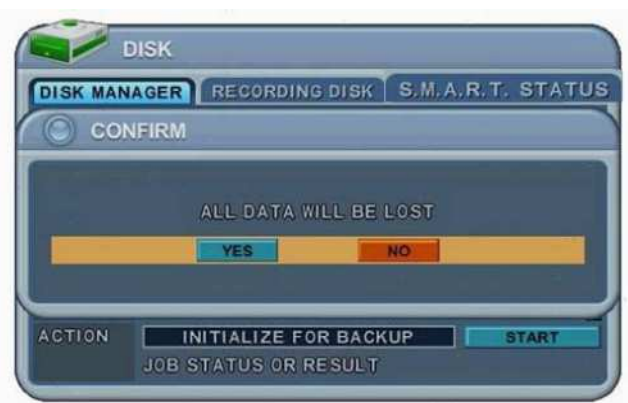 DISK
DISK MANAGER RECORDING DISK S.M.A.R.T. STATUS
CONFIRM
ALL DATA WILL BE LOST
YES NO
ACTION INITIALIZE FOR BACKUP START
JOB STATUS OR RESULT